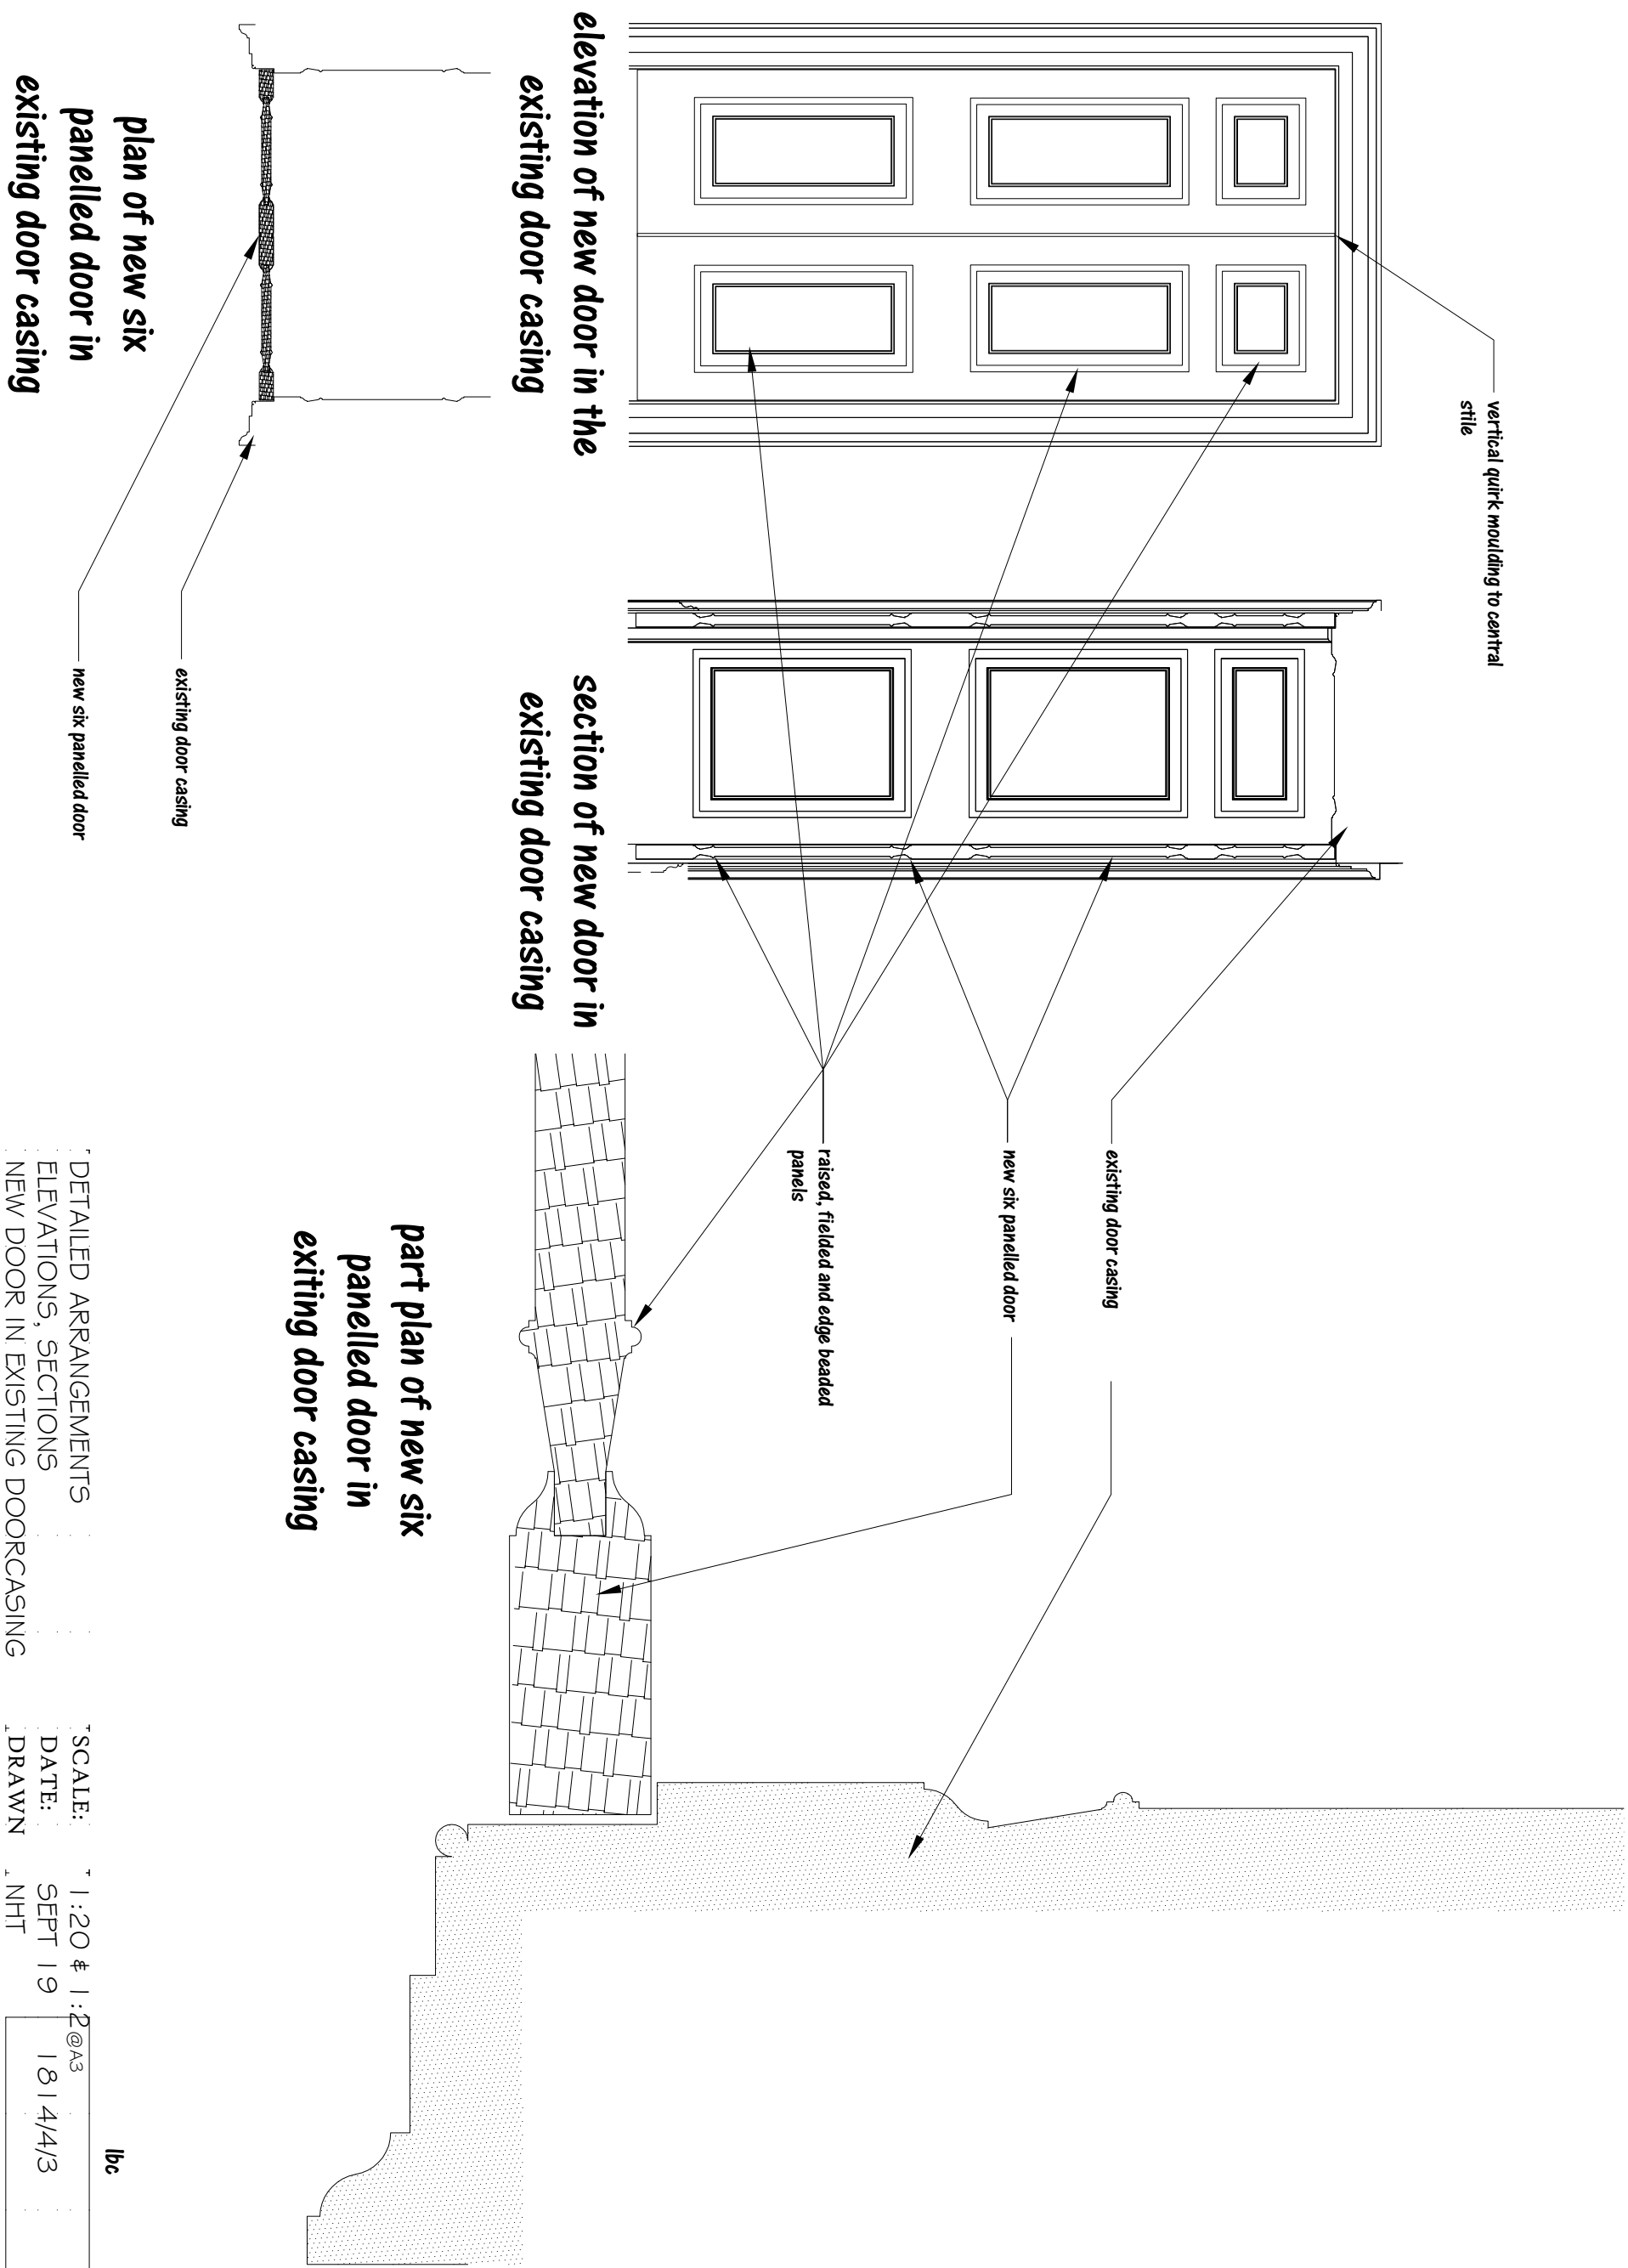 vertical quirk moulding to central
stile
elevation of new door in the
existing door casing
section of new door in
existing door casing
existing door casing
new six panelled door
raised, fielded and edge beaded
panels
existing door casing
new six panelled door
plan of new six
panelled door in
existing door casing
part plan of new six
panelled door in
exiting door casing
lbc
DETAILED ARRANGEMENTS
ELEVATIONS, SECTIONS
NEW DOOR IN EXISTING DOORCASING
SCALE: 1:20 & 1:2@A3
DATE: SEPT 19
DRAWN NHT
1814/4/3